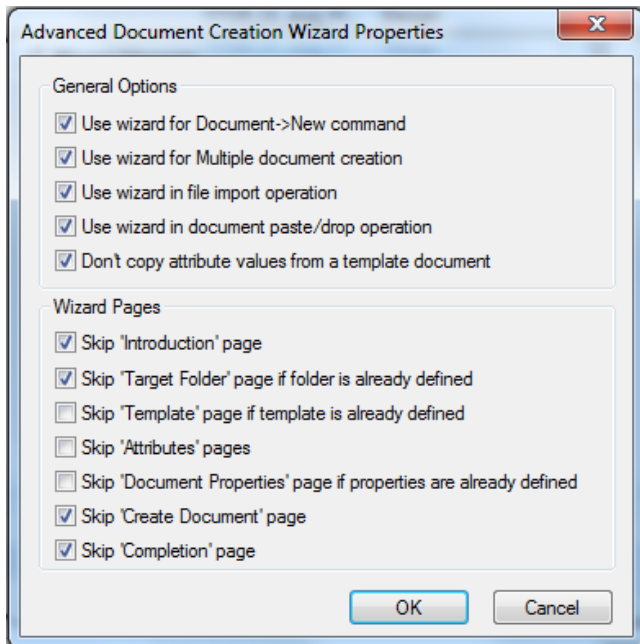 Advanced Document Creation Wizard Properties
General Options
Use wizard for Document->New command
Use wizard for Multiple document creation
Use wizard in file import operation
Use wizard in document paste/drop operation
Don't copy attribute values from a template document
Wizard Pages
Skip 'Introduction' page
Skip 'Target Folder' page if folder is already defined
Skip 'Template' page if template is already defined
Skip 'Attributes' pages
Skip 'Document Properties' page if properties are already defined
Skip 'Create Document' page
Skip 'Completion' page
OK Cancel